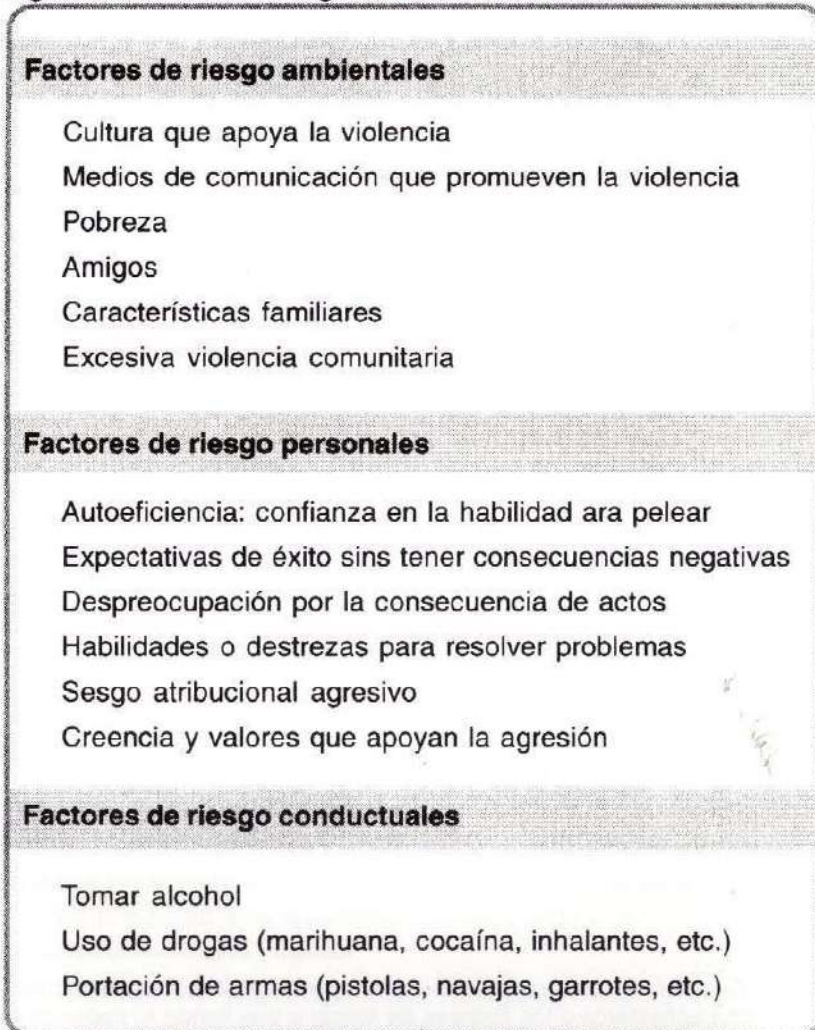 Factores de riesgo ambientales
Cultura que apoya la violencia
Medios de comunicación que promueven la violencia
Pobreza
Amigos
Características familiares
Excesiva violencia comunitaria
Factores de riesgo personales
Autoeficiencia: confianza en la habilidad ara pelear
Expectativas de éxito sins tener consecuencias negativas
Despreocupación por la consecuencia de actos
Habilidades o destrezas para resolver problemas
Sesgo atribucional agresivo
Creencia y valores que apoyan la agresión
Factores de riesgo conductuales
Tomar alcohol
Uso de drogas (marihuana, cocaína, inhalantes, etc.)
Portación de armas (pistolas, navajas, garrotes, etc.)